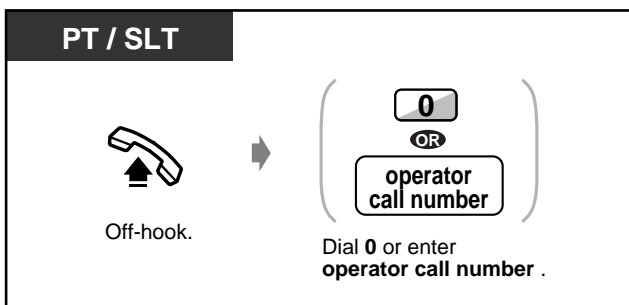 PT / SLT
0
OR
operator
call number
Off-hook.
Dial 0 or enter
operator call number .